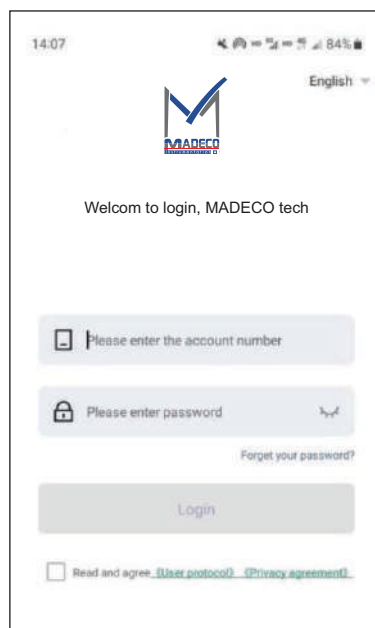 14:07 84%
English
MADECO
Instrumentation
Welcom to login, MADECO tech
Please enter the account number
Please enter password
Forget your password?
Login
Read and agree 《User protocol》 《Privacy agreement》